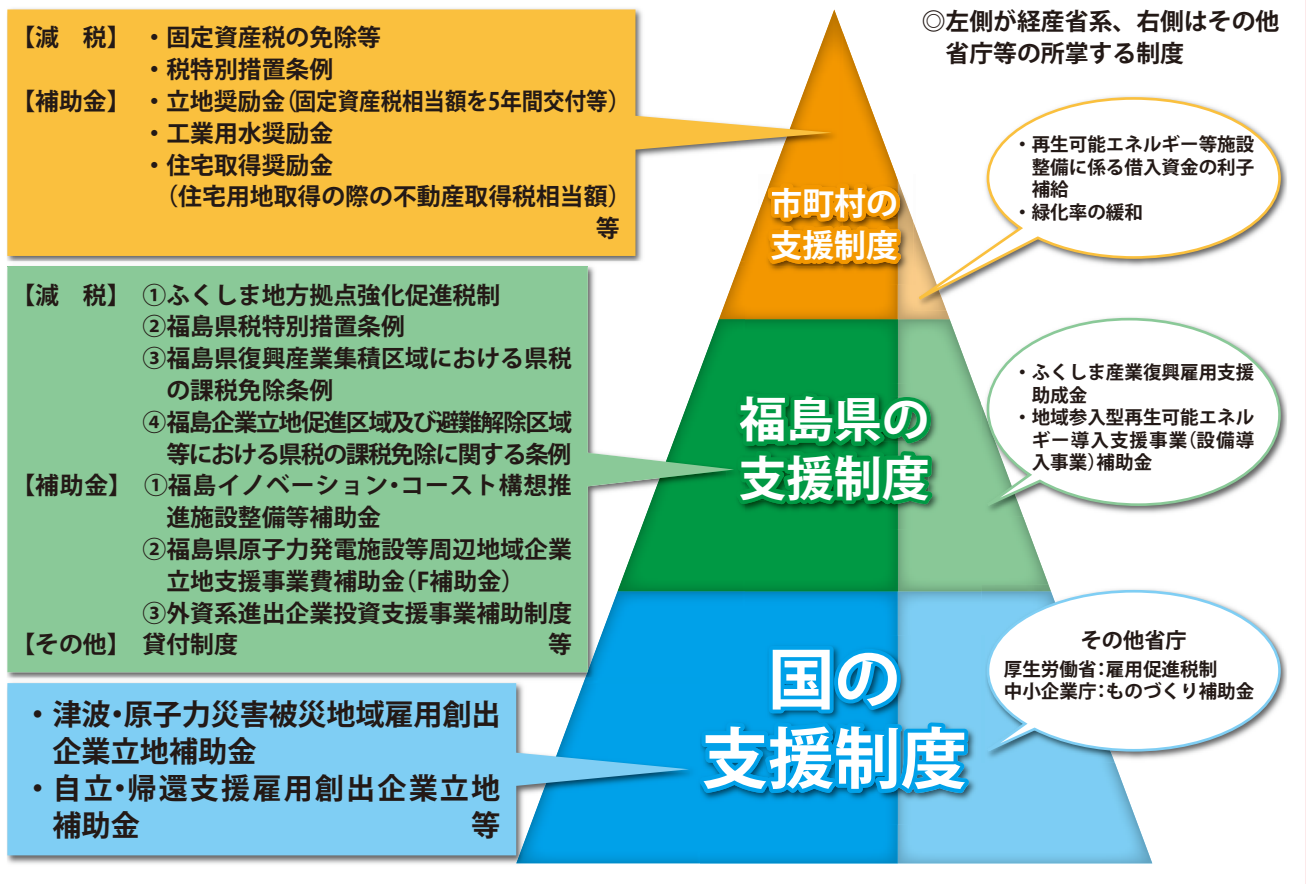 【減　税】 ・固定資産税の免除等
・税特別措置条例
【補助金】 ・立地奨励金（固定資産税相当額を5年間交付等）
・工業用水奨励金
・住宅取得奨励金
（住宅用地取得の際の不動産取得税相当額）
等
◎左側が経産省系、右側はその他
省庁等の所掌する制度
市町村の
支援制度
・再生可能エネルギー等施設
整備に係る借入資金の利子
補給
・緑化率の緩和
【減　税】 ①ふくしま地方拠点強化促進税制
②福島県税特別措置条例
③福島県復興産業集積区域における県税
の課税免除条例
④福島企業立地促進区域及び避難解除区域
等における県税の課税免除に関する条例
【補助金】 ①福島イノベーション・コースト構想推
進施設整備等補助金
②福島県原子力発電施設等周辺地域企業
立地支援事業費補助金（F補助金）
③外資系進出企業投資支援事業補助制度
【その他】 貸付制度 等
福島県の
支援制度
・ふくしま産業復興雇用支援
助成金
・地域参入型再生可能エネル
ギー導入支援事業（設備導
入事業）補助金
・津波・原子力災害被災地域雇用創出
企業立地補助金
・自立・帰還支援雇用創出企業立地
補助金 等
国の
支援制度
その他省庁
厚生労働省：雇用促進税制
中小企業庁：ものづくり補助金